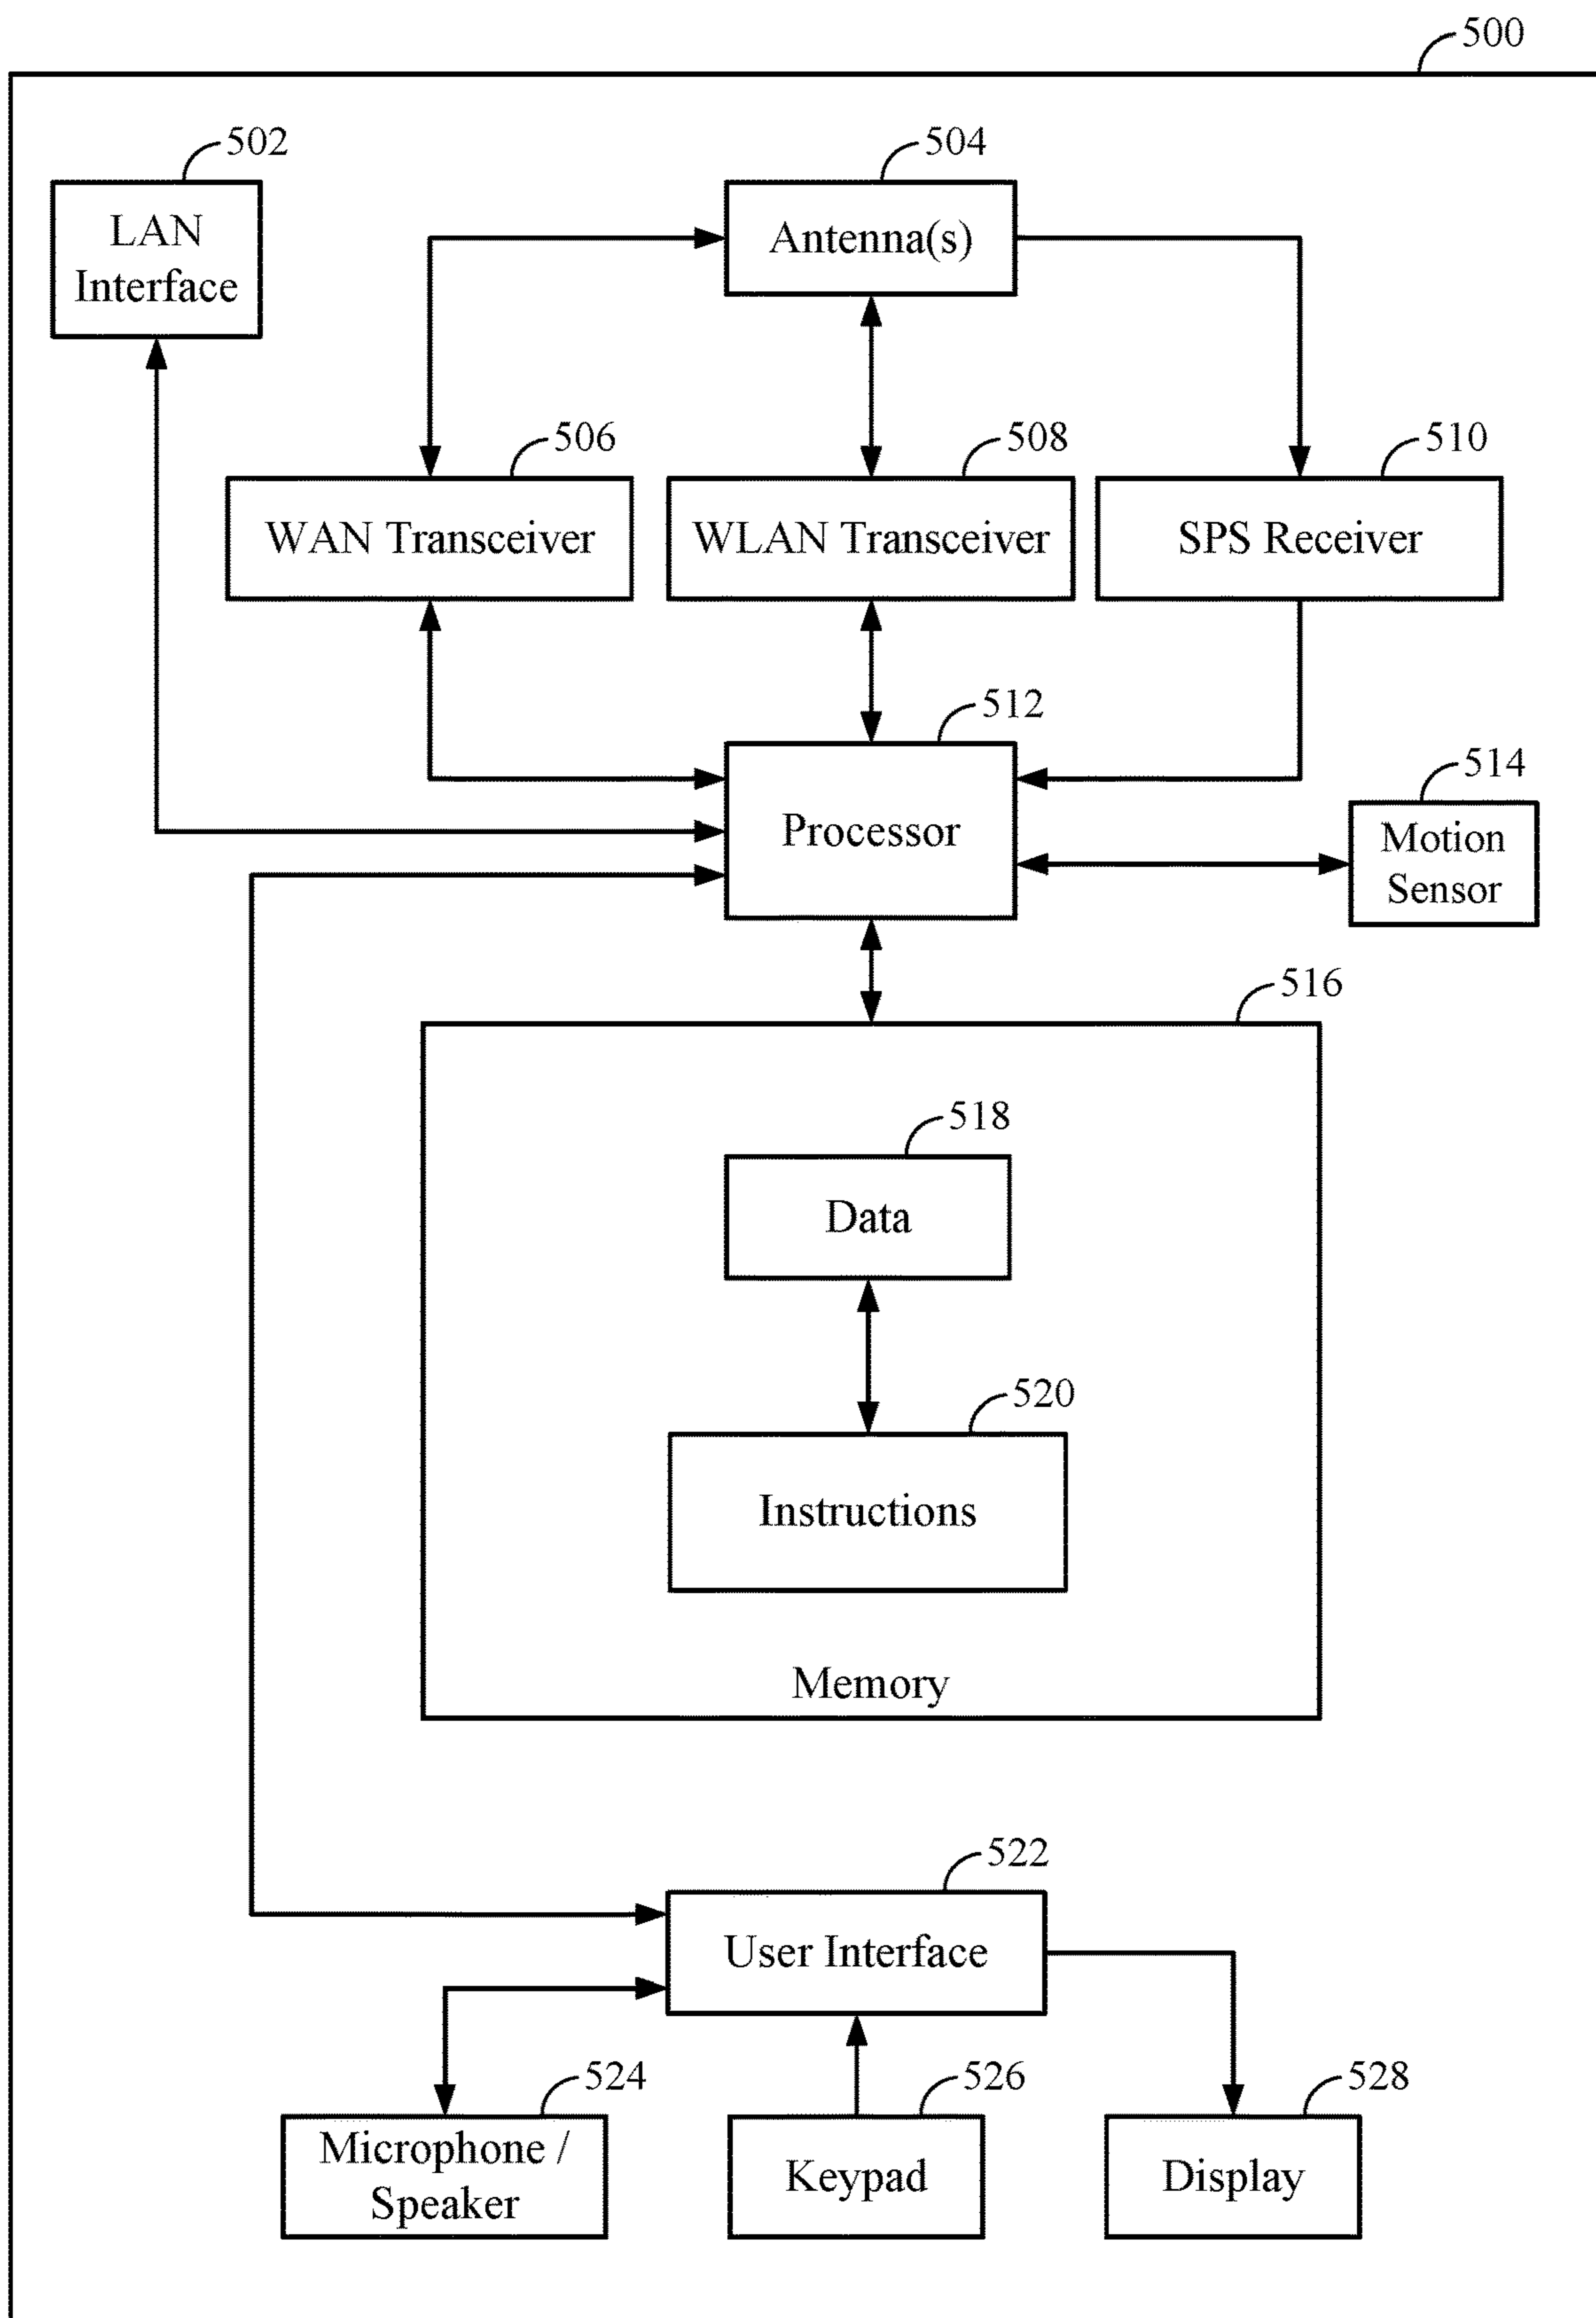 500
502
504
LAN
Interface
Antenna(s)
506
508
510
WAN Transceiver
WLAN Transceiver
SPS Receiver
512
514
Processor
Motion
Sensor
516
518
Data
520
Instructions
Memory
522
User Interface
524
526
528
Microphone /
Speaker
Keypad
Display